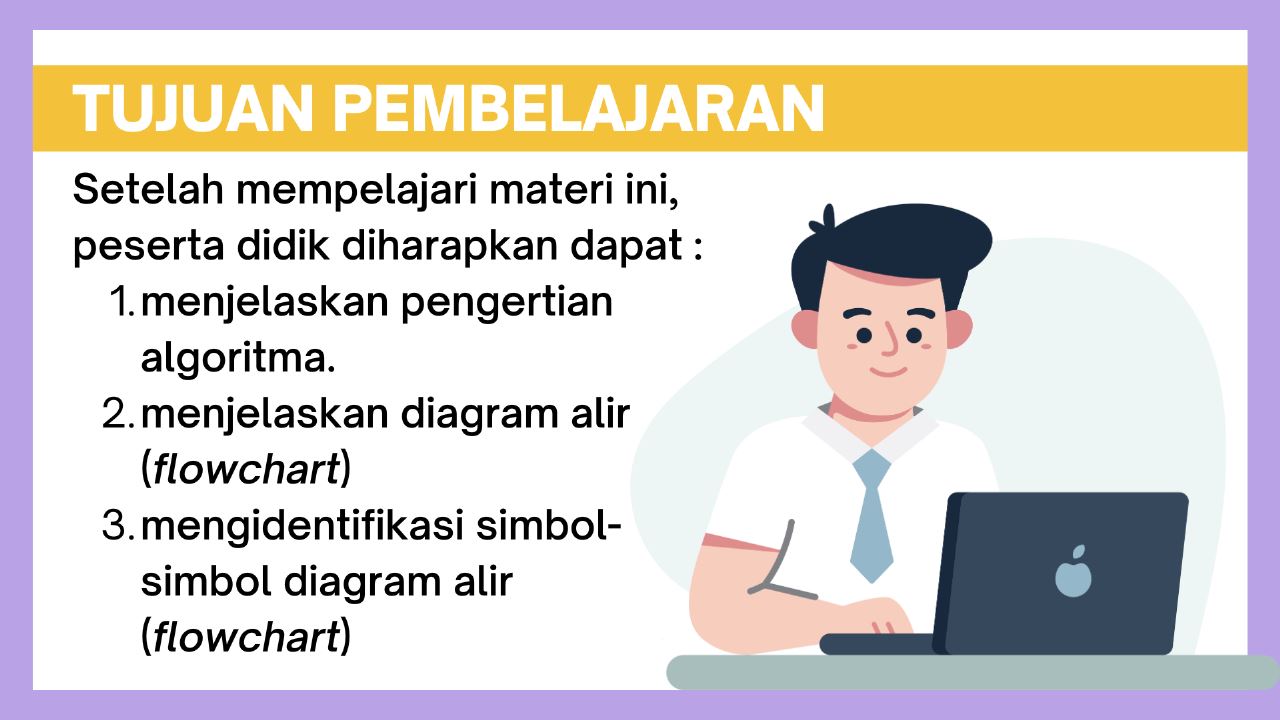 TUJUAN PEMBELAJARAN
Setelah mempelajari materi ini,
peserta didik diharapkan dapat :
1. menjelaskan pengertian
algoritma.
2. menjelaskan diagram alir
(flowchart)
3. mengidentifikasi simbol-
simbol diagram alir
(flowchart)